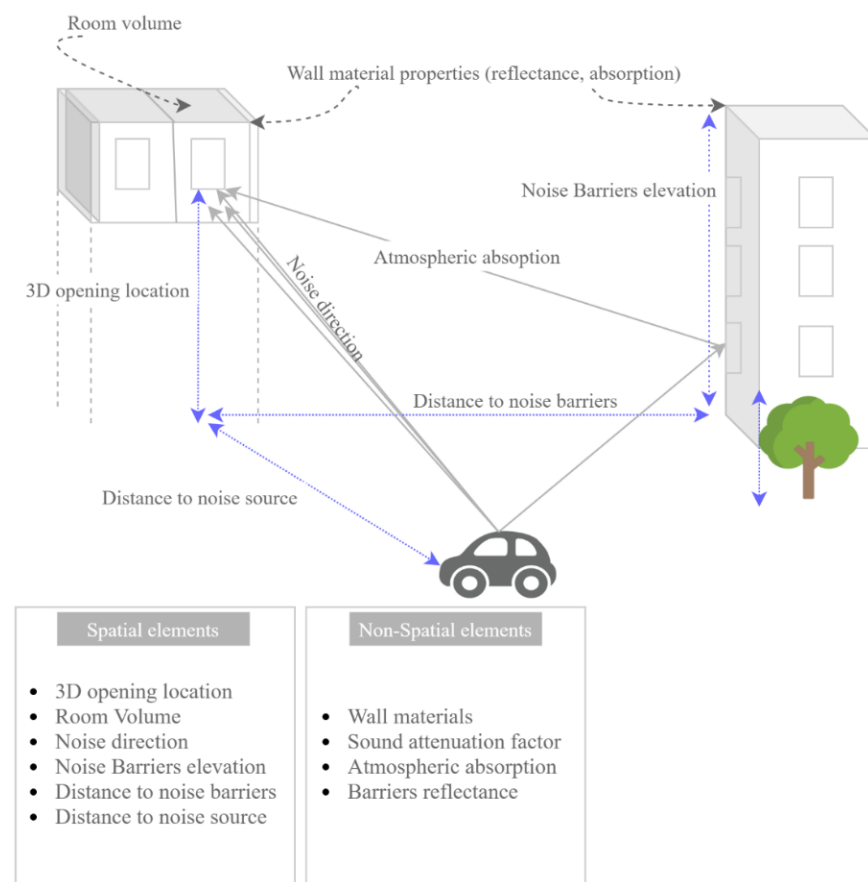 Room volume
Wall material properties (reflectance, absorption)
Noise Barriers elevation
Atmospheric absoption
Noise direction
3D opening location
Distance to noise barriers
Distance to noise source
Spatial elements
3D opening location
Room Volume
Noise direction
Noise Barriers elevation
Distance to noise barriers
Distance to noise source
Non-Spatial elements
Wall materials
Sound attenuation factor
Atmospheric absorption
Barriers reflectance